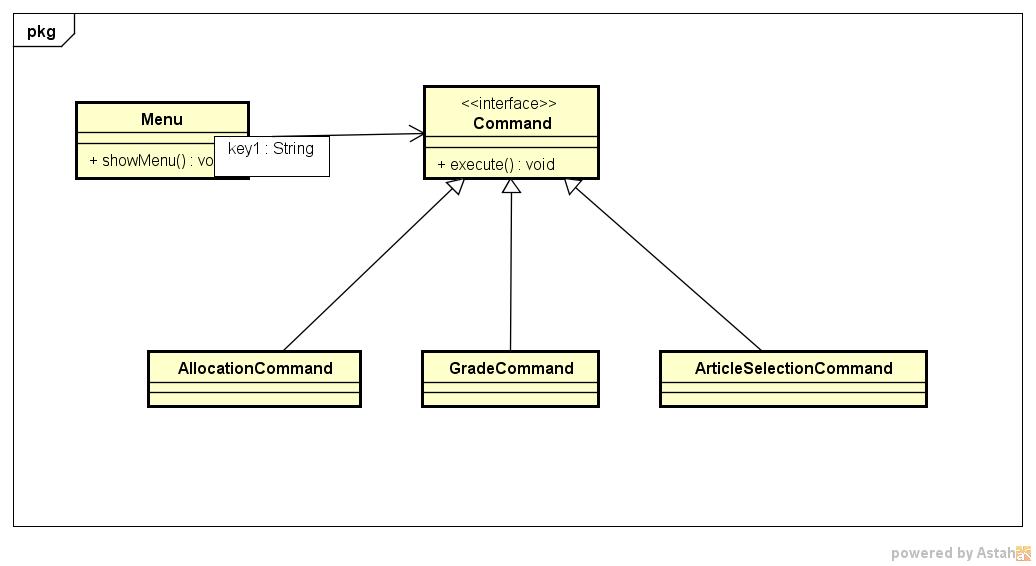 pkg
Menu
+ showMenu() : vo
key1 : String
<<interface>>
Command
+ execute() : void
AllocationCommand
GradeCommand
ArticleSelectionCommand
powered by Astah